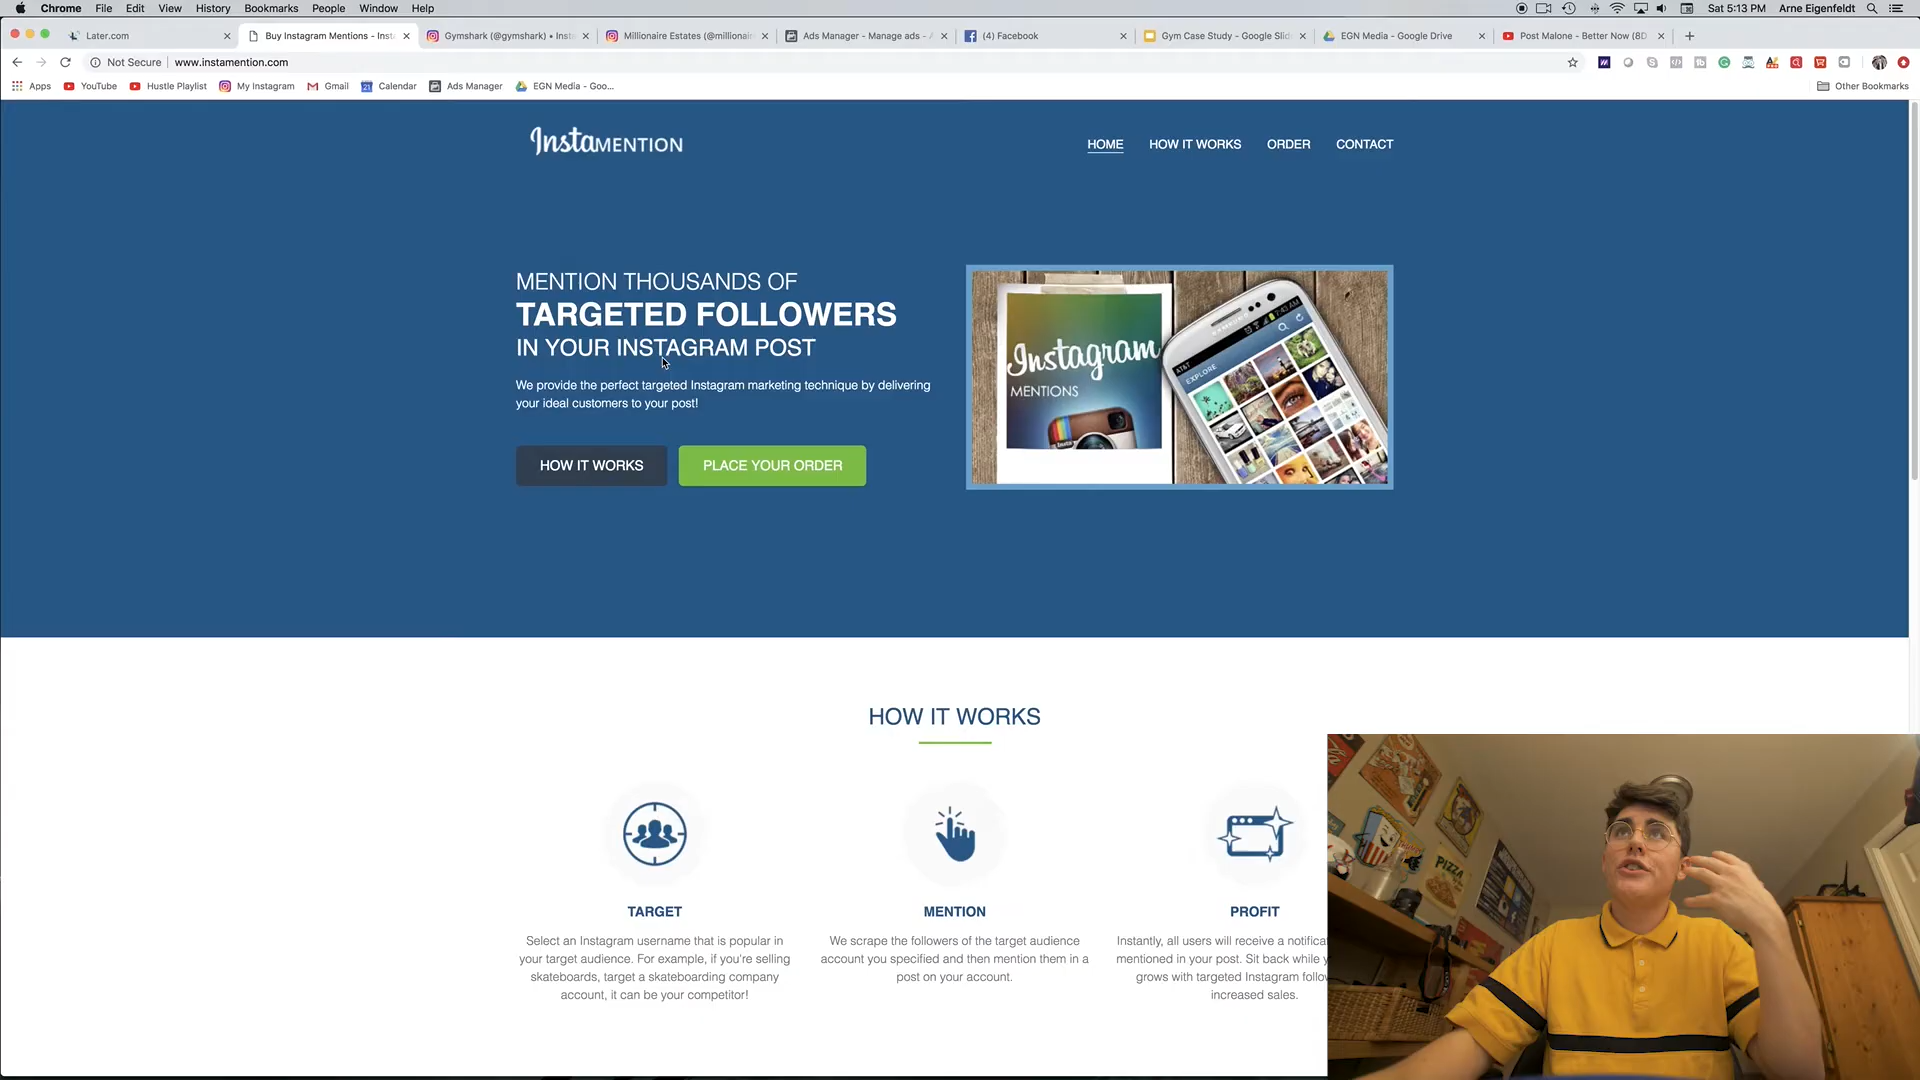 Chrome File Edit View History Bookmarks People Window Help
Sat 5:13 PM Arne Eigenfeldt
Later.com
Buy Instagram Mentions - Inst
Gymshark (@gymshark) • Inst
Millionaire Estates (@millionair
Ads Manager - Manage ads - A
(4) Facebook
Gym Case Study - Google Slid
EGN Media - Google Drive
Post Malone - Better Now (8D
Not Secure | www.instamention.com
Apps YouTube Hustle Playlist My Instagram Gmail Calendar Ads Manager EGN Media - Goo... Other Bookmarks
InstaMENTION
HOME HOW IT WORKS ORDER CONTACT
MENTION THOUSANDS OF
TARGETED FOLLOWERS
IN YOUR INSTAGRAM POST
We provide the perfect targeted Instagram marketing technique by delivering
your ideal customers to your post!
HOW IT WORKS
PLACE YOUR ORDER
Instagram
MENTIONS
AT&T
7:43 AM
EXPLORE
HOW IT WORKS
TARGET
Select an Instagram username that is popular in
your target audience. For example, if you're selling
skateboards, target a skateboarding company
account, it can be your competitor!
MENTION
We scrape the followers of the target audience
account you specified and then mention them in a
post on your account.
PROFIT
Instantly, all users will receive a notifica
mentioned in your post. Sit back while y
grows with targeted Instagram follo
increased sales.
PIZZA